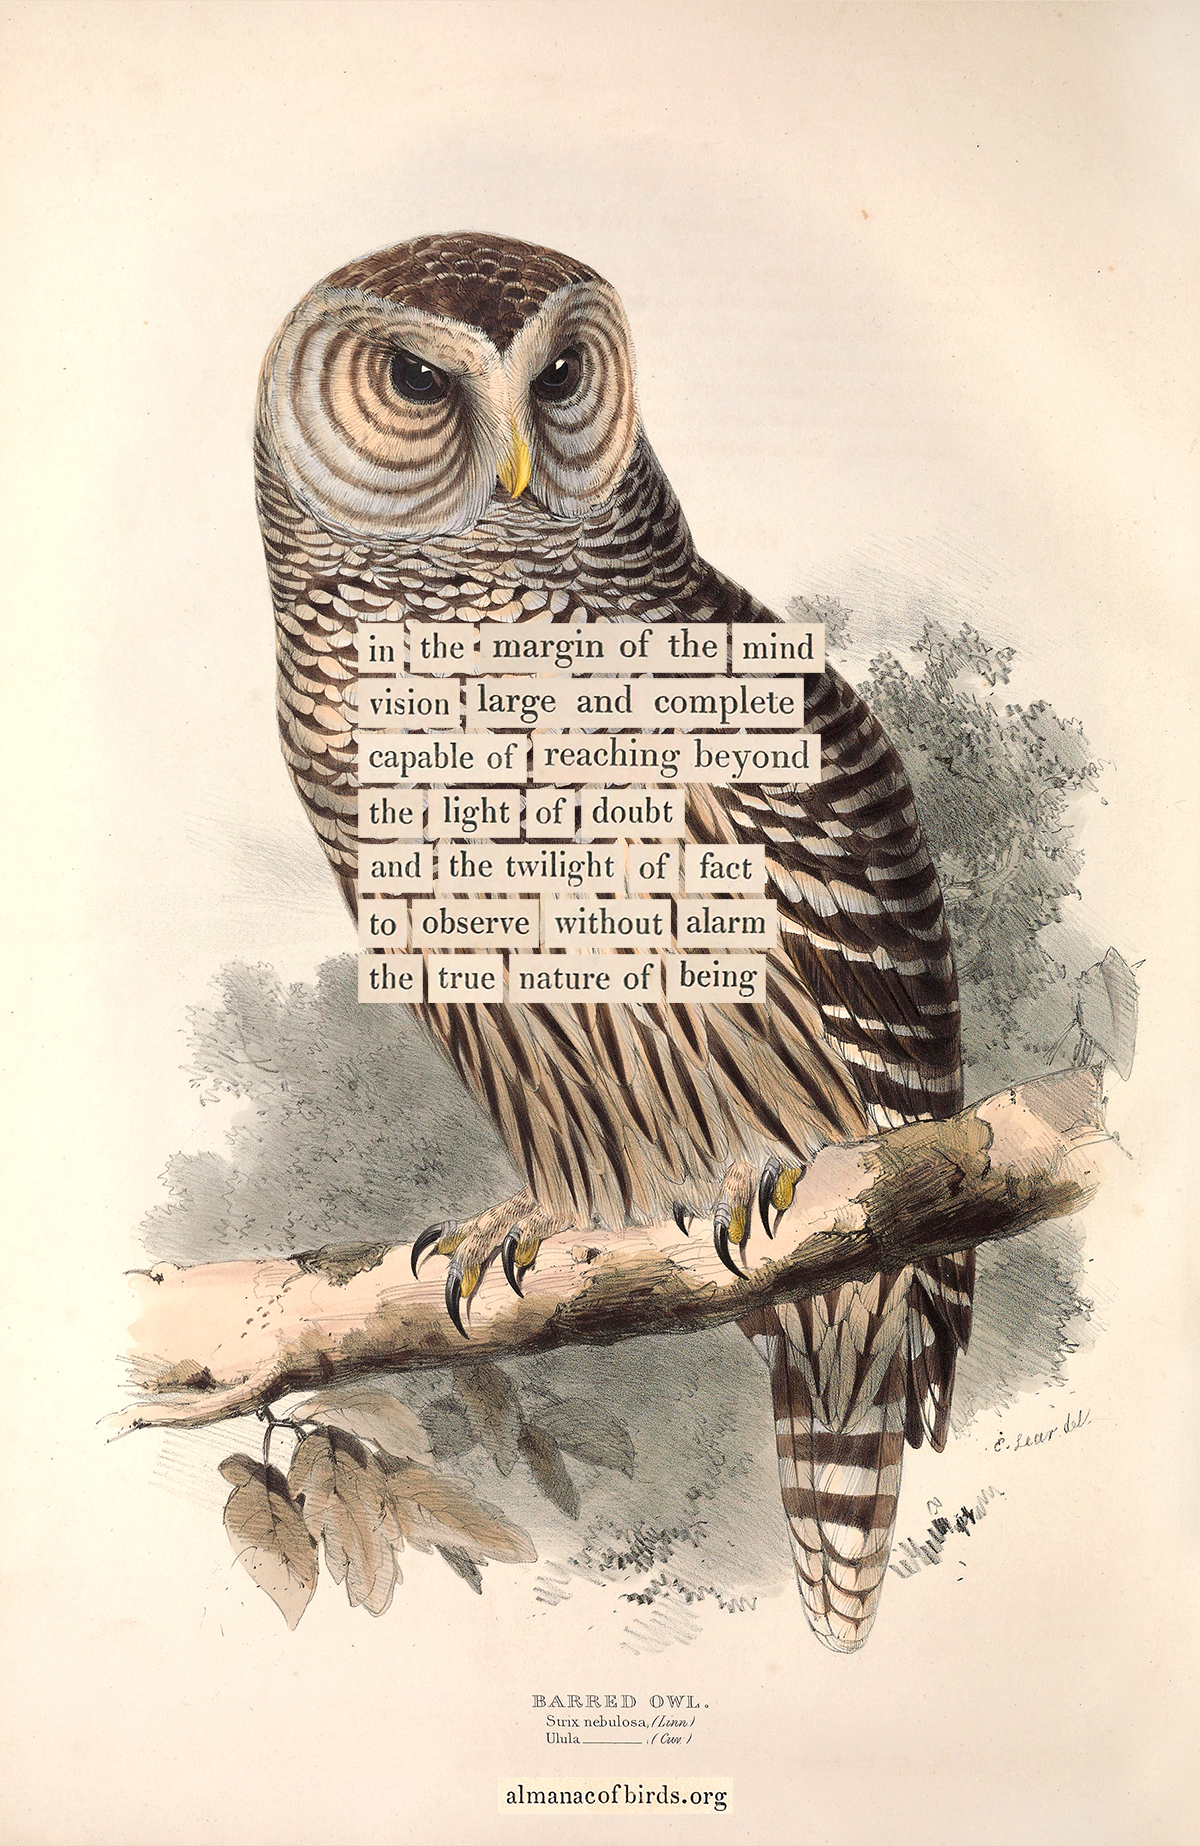 in the margin of the mind
vision large and complete
capable of reaching beyond
the light of doubt
and the twilight of fact
to observe without alarm
the true nature of being
E. Lear del.
BARRED OWL.
Strix nebulosa, (Linn)
Ulula ________ , (Cuv.)
almanacofbirds.org